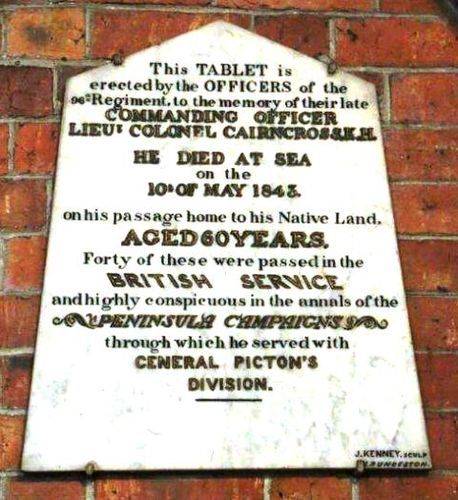 This TABLET is
erected by the OFFICERS of the
96th Regiment, to the memory of their late
COMMANDING OFFICER
LIEUT COLONEL CAIRNCROSS K.H.
HE DIED AT SEA
on the
10th OF MAY 1843.
on his passage home to his Native Land.
AGED 60 YEARS.
Forty of these were passed in the
BRITISH SERVICE
and highly conspicuous in the annals of the
PENINSULA CAMPAIGNS
through which he served with
GENERAL PICTON'S
DIVISION.
J. KENNEY. SCULP
LAUNCESTON.